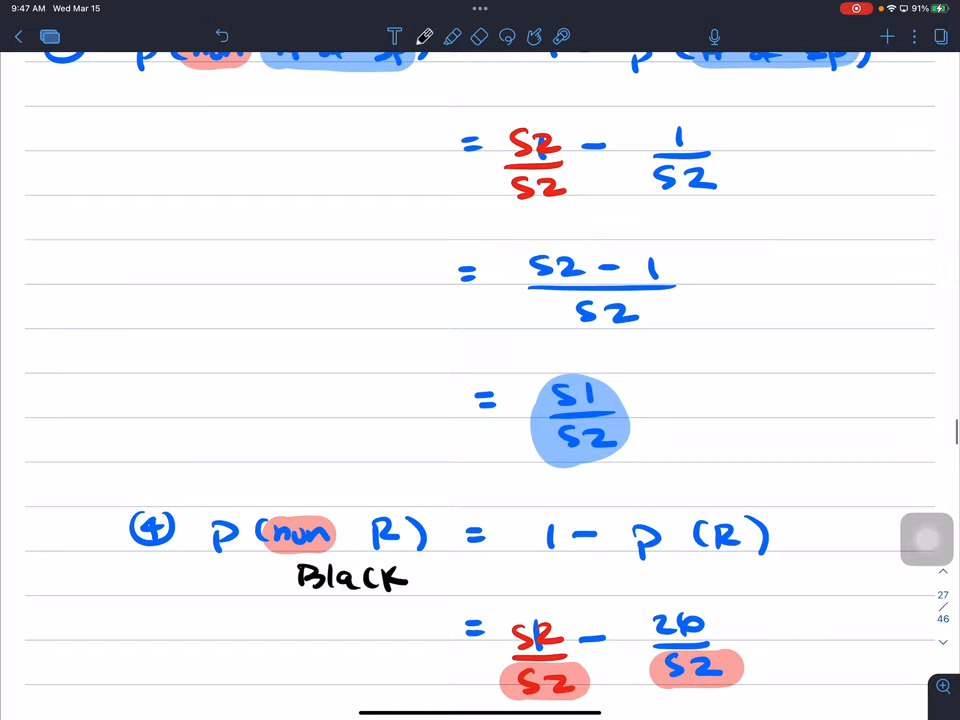 9:47 AM Wed Mar 15
91%
T
= 52/52 - 1/52
= 52 - 1/52
= 51/52
④ P (non R) = 1 - P (R)
Black
= 52/52 - 26/52
27
/
46